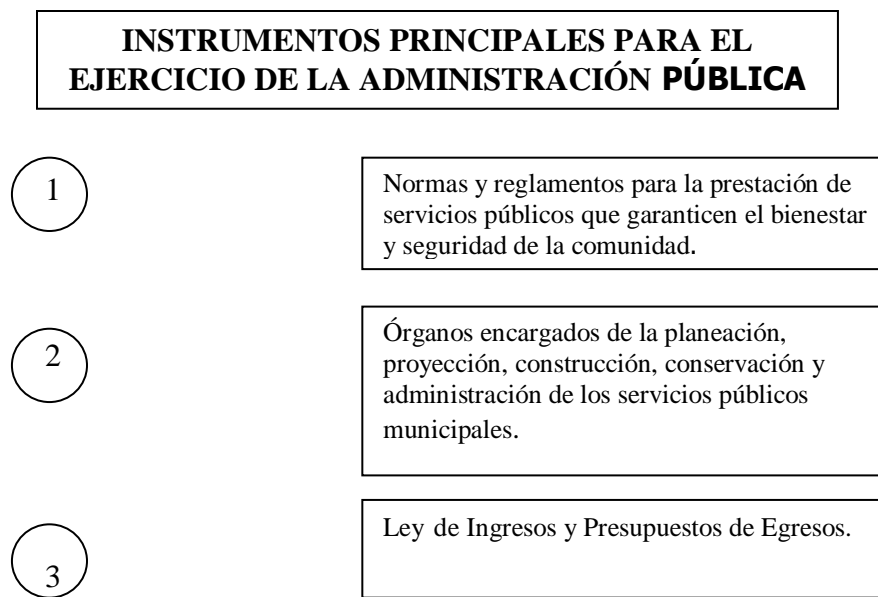 INSTRUMENTOS PRINCIPALES PARA EL
EJERCICIO DE LA ADMINISTRACIÓN PÚBLICA
1
Normas y reglamentos para la prestación de
servicios públicos que garanticen el bienestar
y seguridad de la comunidad.
2
Órganos encargados de la planeación,
proyección, construcción, conservación y
administración de los servicios públicos
municipales.
3
Ley de Ingresos y Presupuestos de Egresos.